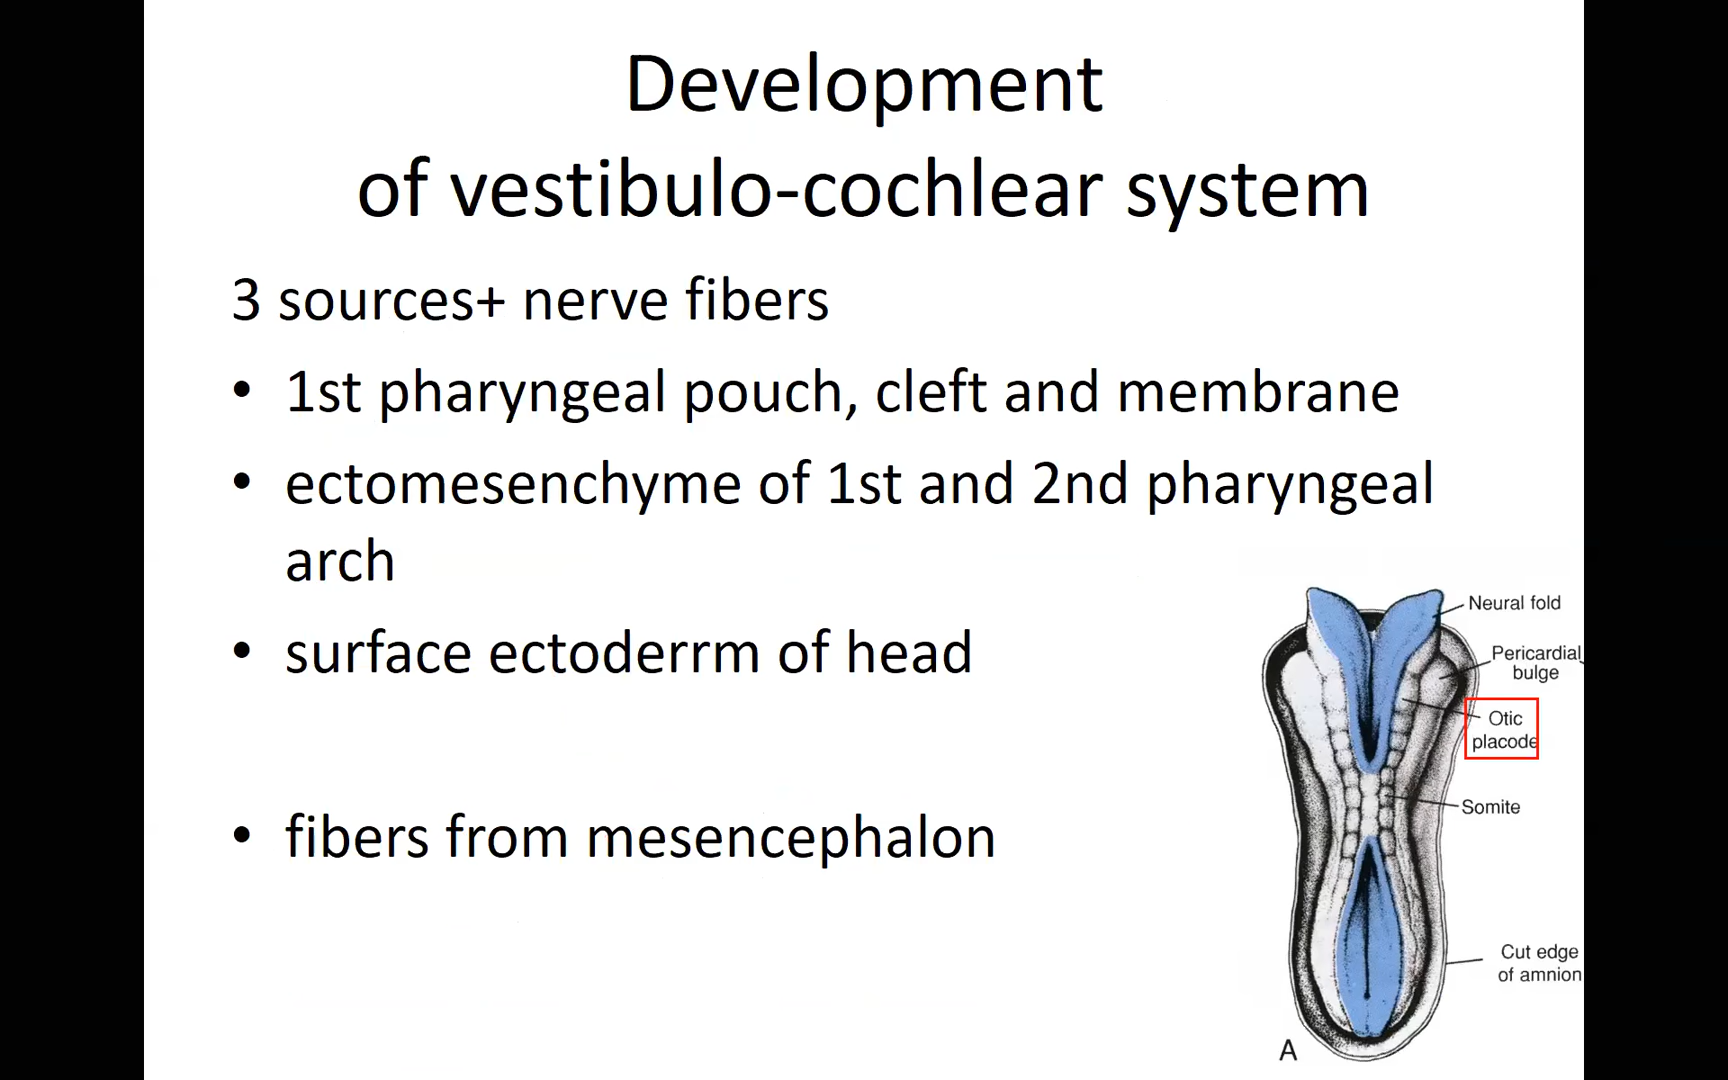 Development
of vestibulo-cochlear system
3 sources+ nerve fibers
• 1st pharyngeal pouch, cleft and membrane
• ectomesenchyme of 1st and 2nd pharyngeal
arch
• surface ectoderrm of head
• fibers from mesencephalon
Neural fold
Pericardial
bulge
Otic
placode
Somite
Cut edge
of amnion
A